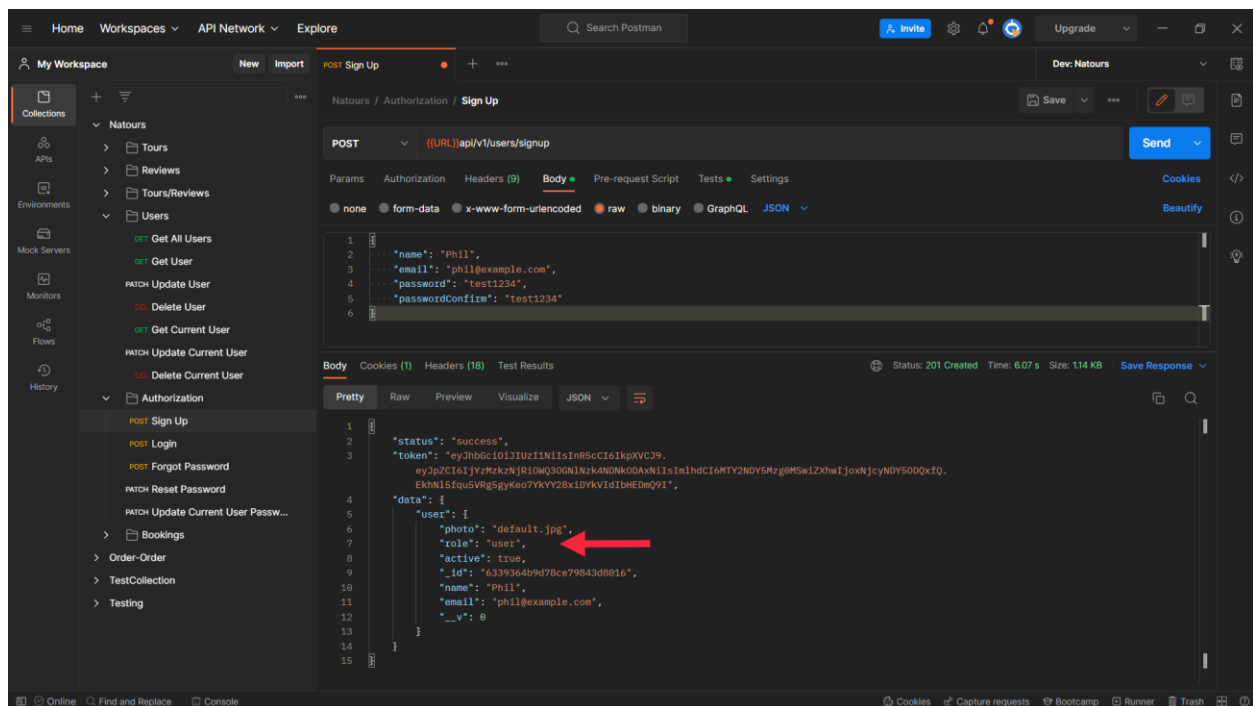 Home Workspaces API Network Explore Search Postman Invite Upgrade
My Workspace New Import POST Sign Up Dev: Natours
Collections
APIs
Environments
Mock Servers
Monitors
Flows
History
Natours
Tours
Reviews
Tours/Reviews
Users
GET Get All Users
GET Get User
PATCH Update User
DEL Delete User
GET Get Current User
PATCH Update Current User
DEL Delete Current User
Authorization
POST Sign Up
POST Login
POST Forgot Password
PATCH Reset Password
PATCH Update Current User Passw...
Bookings
Order-Order
TestCollection
Testing
Natours / Authorization / Sign Up Save
POST {{URL}}api/v1/users/signup Send
Params Authorization Headers (9) Body Pre-request Script Tests Settings Cookies
none form-data x-www-form-urlencoded raw binary GraphQL JSON Beautify
1 {
2 "name": "Phil",
3 "email": "phil@example.com",
4 "password": "test1234",
5 "passwordConfirm": "test1234"
6 }
Body Cookies (1) Headers (18) Test Results Status: 201 Created Time: 6.07 s Size: 1.14 KB Save Response
Pretty Raw Preview Visualize JSON
1 {
2 "status": "success",
3 "token": "eyJhbGciOiJIUzI1NiIsInR5cCI6IkpXVCJ9.
4 "data": {
5 "user": {
6 "photo": "default.jpg",
7 "role": "user",
8 "active": true,
9 "_id": "6339364b9d78ce79843d8016",
10 "name": "Phil",
11 "email": "phil@example.com",
12 "__v": 0
13 }
14 }
15 }
Online Find and Replace Console Cookies Capture requests Bootcamp Runner Trash